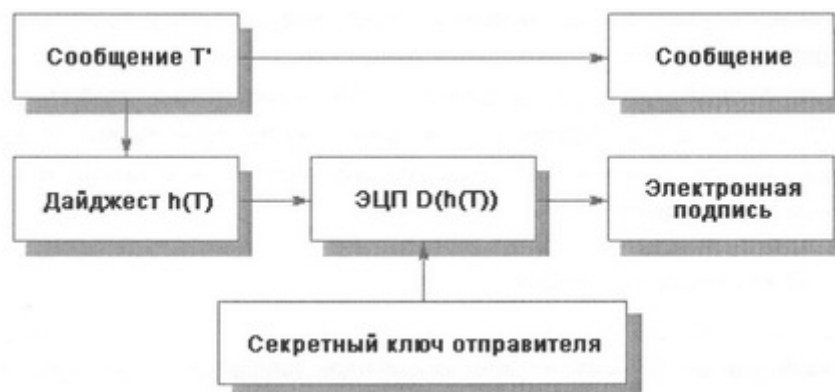 Сообщение T'
Сообщение
Дайджест h(T)
ЭЦП D(h(T))
Электронная
подпись
Секретный ключ отправителя